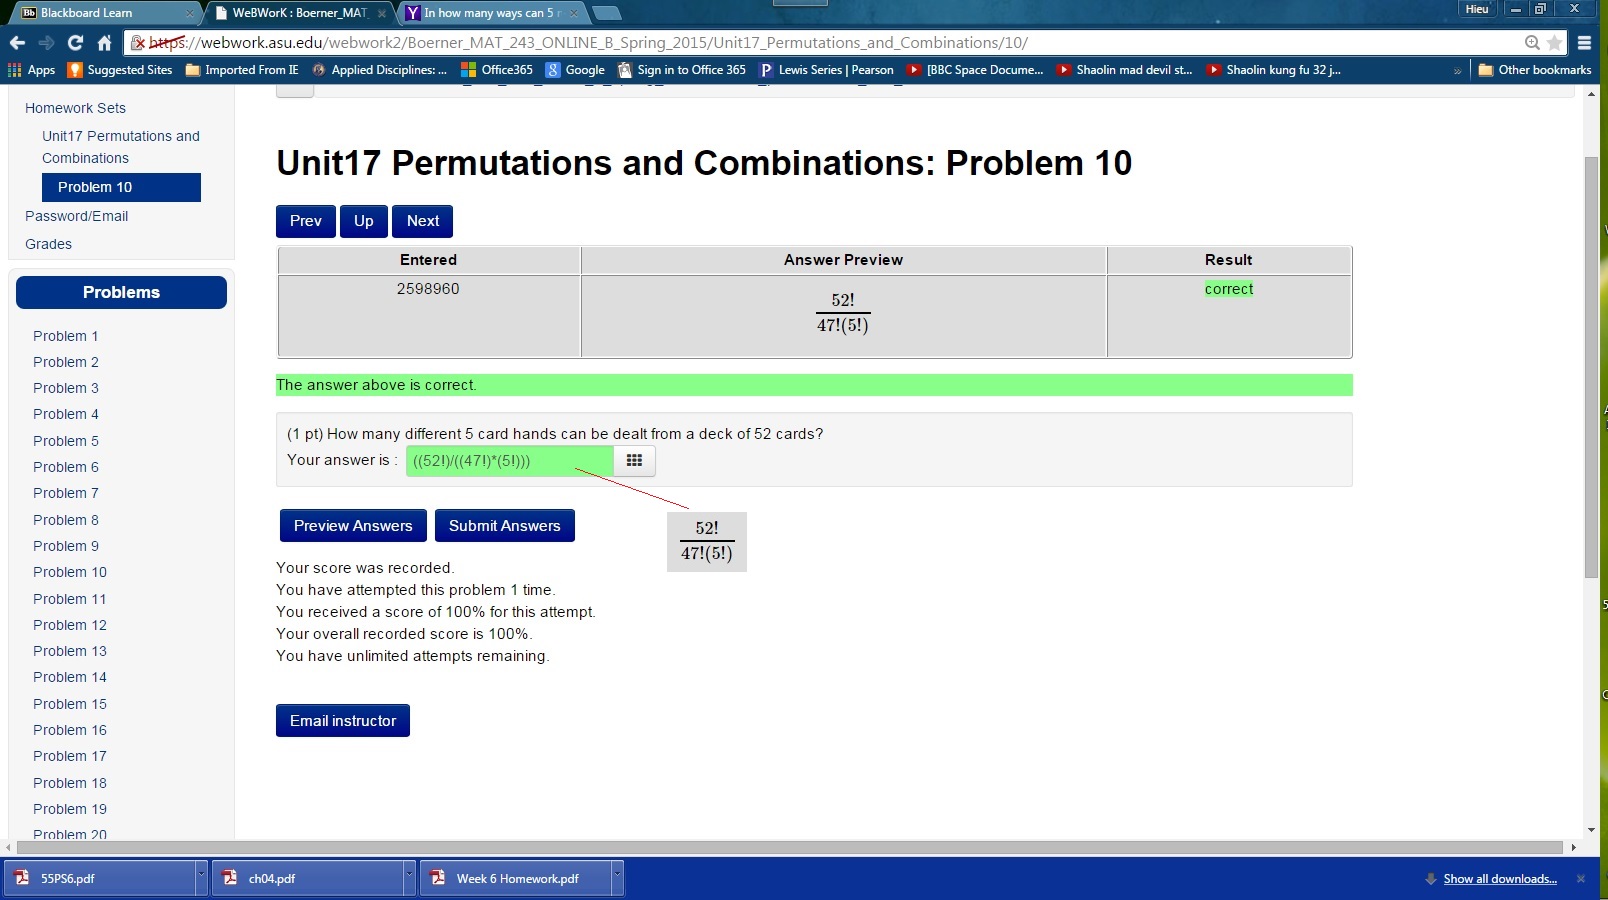 Blackboard Learn
WeBWorK : Boerner_MAT_
In how many ways can 5 r
Hieu
https://webwork.asu.edu/webwork2/Boerner_MAT_243_ONLINE_B_Spring_2015/Unit17_Permutations_and_Combinations/10/
Apps Suggested Sites Imported From IE Applied Disciplines: ... Office365 Google Sign in to Office 365 Lewis Series | Pearson [BBC Space Docume... Shaolin mad devil st... Shaolin kung fu 32 j... » Other bookmarks
Homework Sets
Unit17 Permutations and
Combinations
Problem 10
Password/Email
Grades
Problems
Problem 1
Problem 2
Problem 3
Problem 4
Problem 5
Problem 6
Problem 7
Problem 8
Problem 9
Problem 10
Problem 11
Problem 12
Problem 13
Problem 14
Problem 15
Problem 16
Problem 17
Problem 18
Problem 19
Problem 20
Unit17 Permutations and Combinations: Problem 10
Prev Up Next
Entered Answer Preview Result
2598960 correct
52!
47!(5!)
The answer above is correct.
(1 pt) How many different 5 card hands can be dealt from a deck of 52 cards?
Your answer is : ((52!)/((47!)*(5!)))
Preview Answers Submit Answers
52!
47!(5!)
Your score was recorded.
You have attempted this problem 1 time.
You received a score of 100% for this attempt.
Your overall recorded score is 100%.
You have unlimited attempts remaining.
Email instructor
55PS6.pdf ch04.pdf Week 6 Homework.pdf Show all downloads...